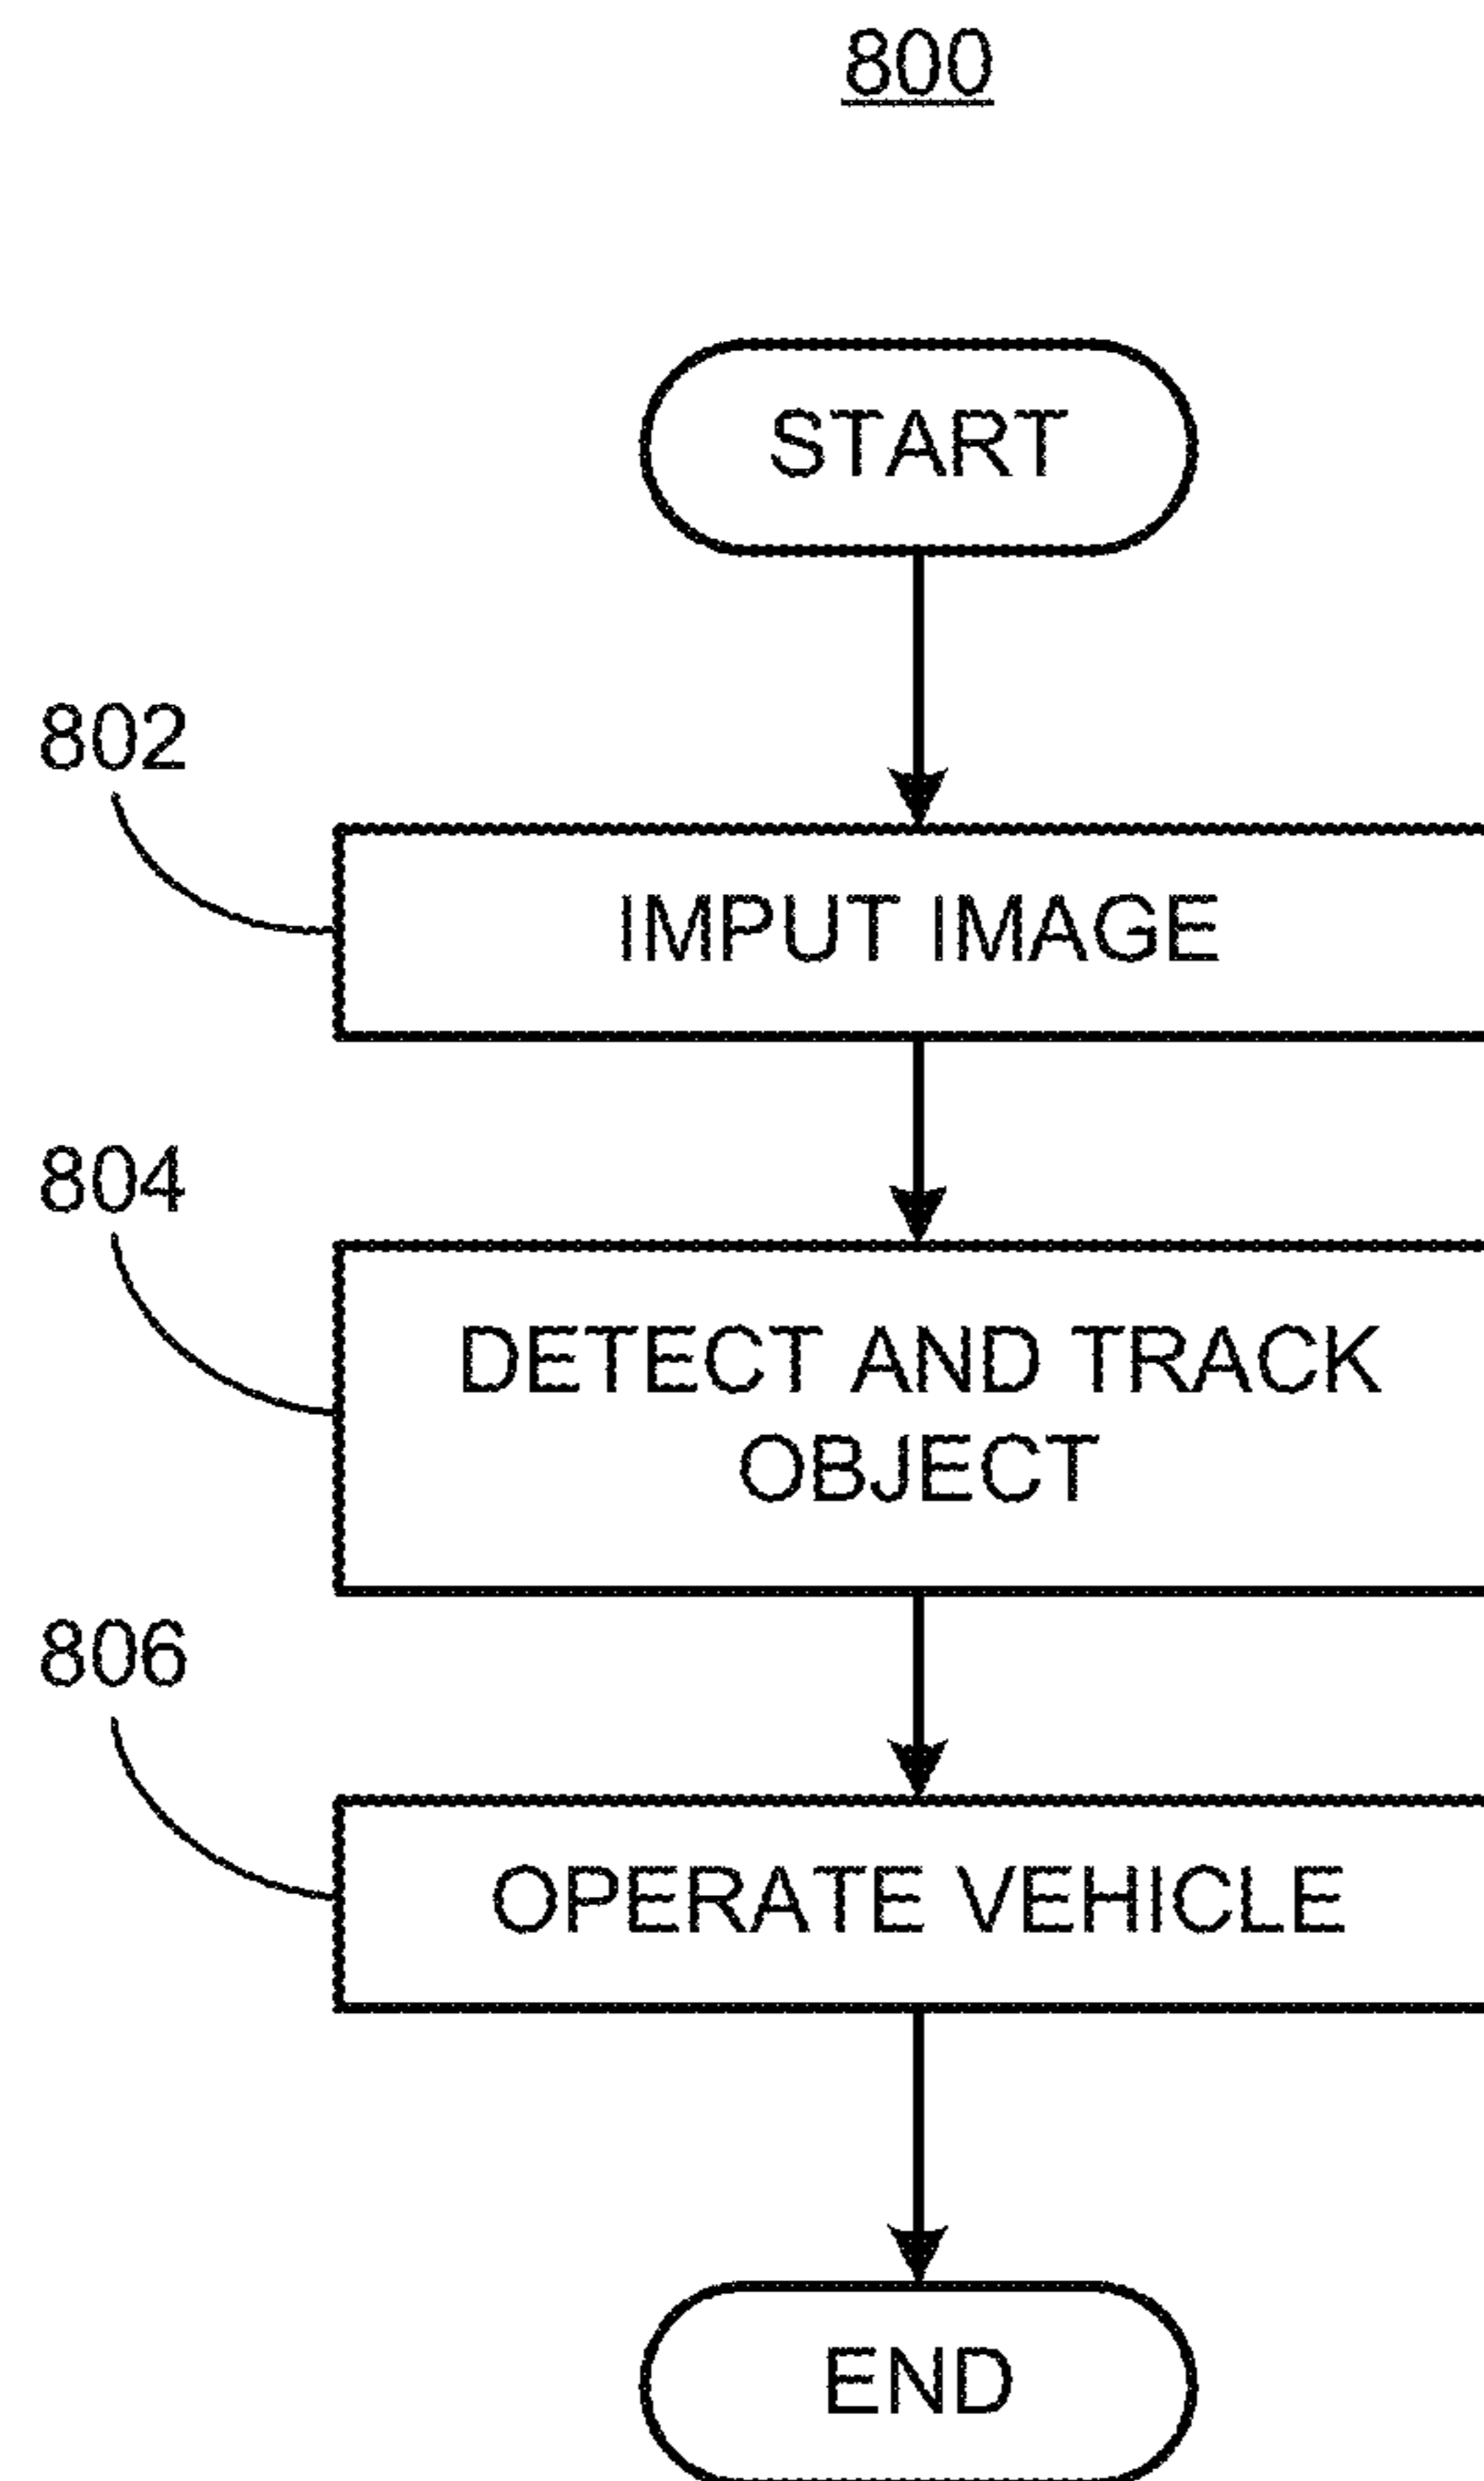 800
START
802
IMPUT IMAGE
804
DETECT AND TRACK
OBJECT
806
OPERATE VEHICLE
END